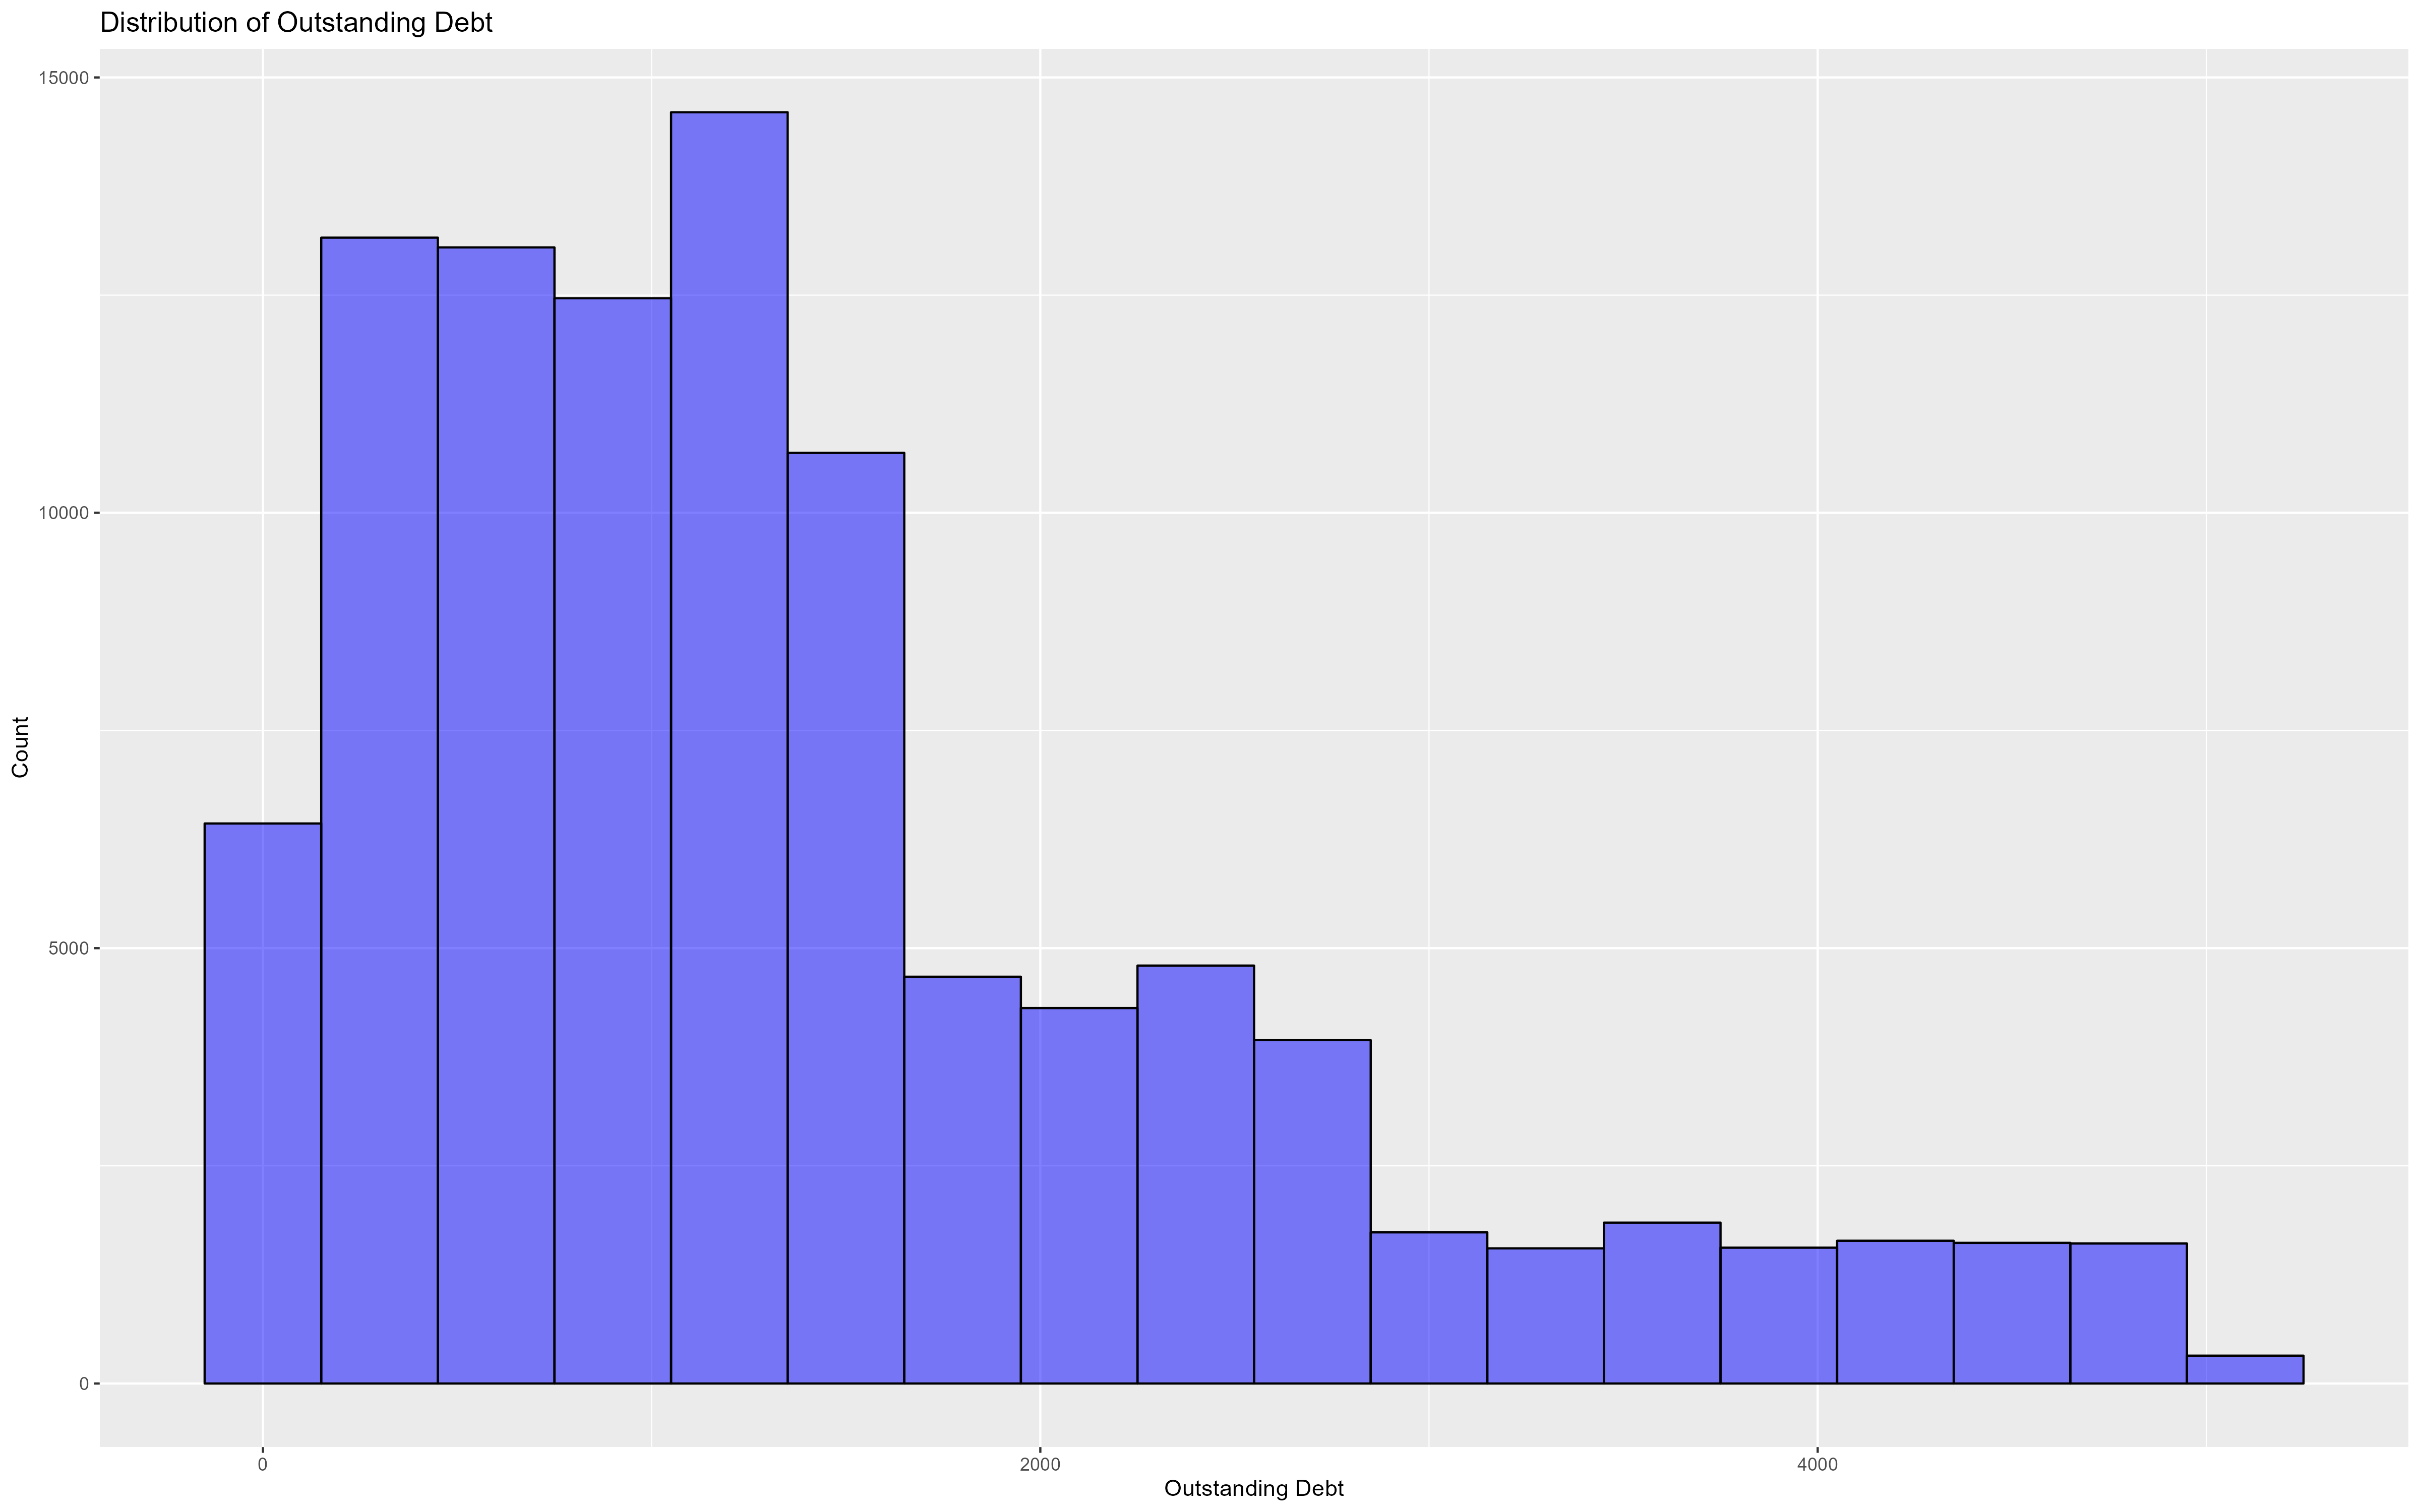 Distribution of Outstanding Debt
15000
10000
5000
0
Count
0 2000 4000
Outstanding Debt